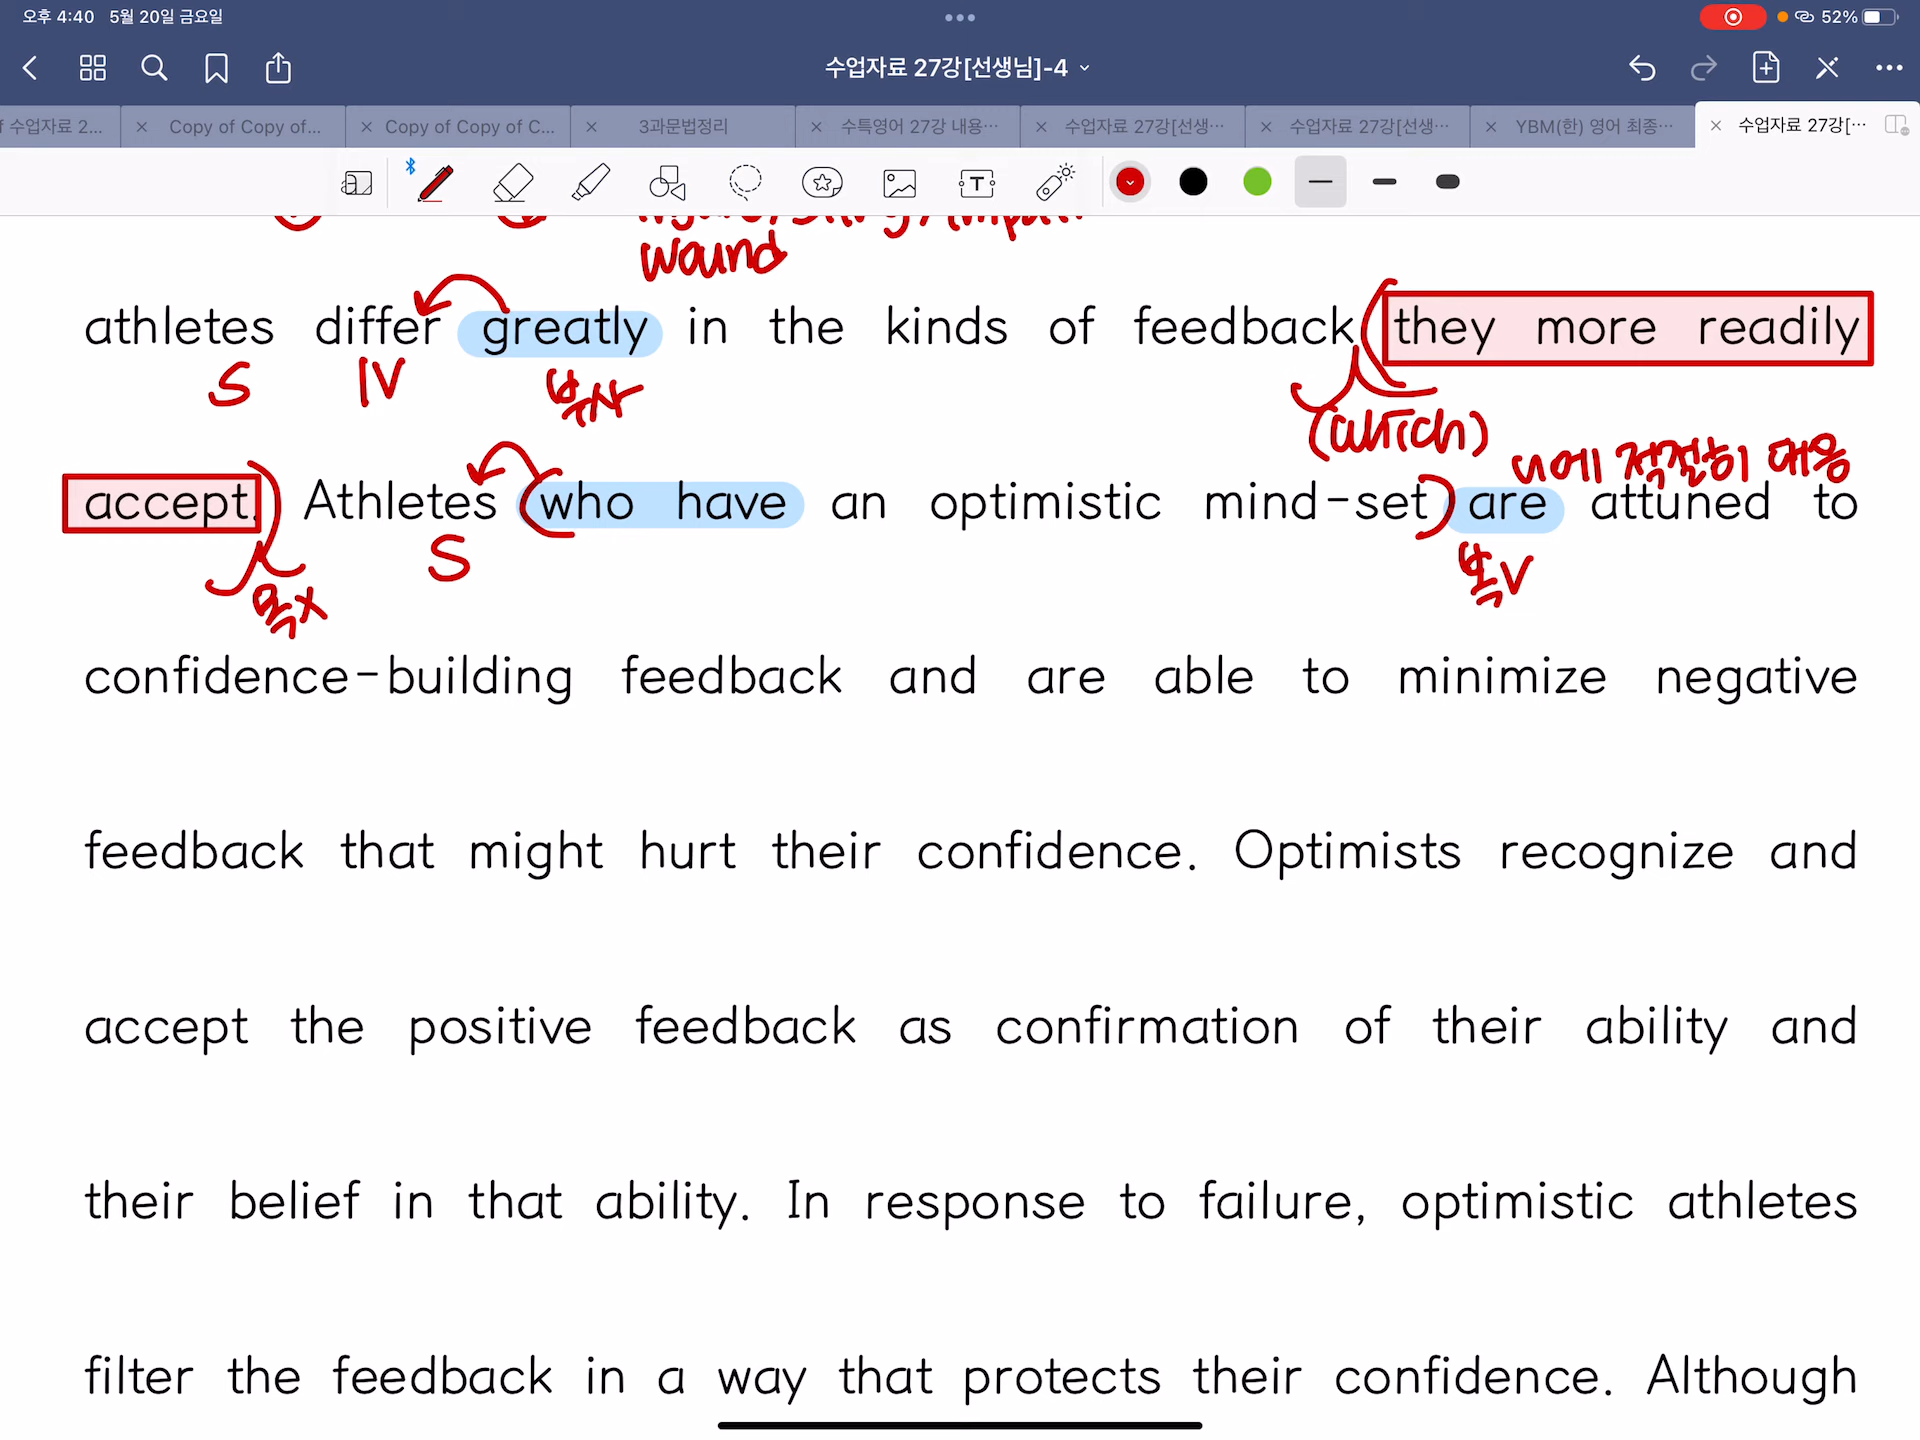 오후 4:40 5월 20일 금요일
52%
수업자료 27강[선생님]-4
수업자료 2...
Copy of Copy of...
Copy of Copy of C...
3과문법정리
수특영어 27강 내용…
수업자료 27강[선생…
수업자료 27강[선생…
YBM(한) 영어 최종…
수업자료 27강[…
wound
athletes differ greatly in the kinds of feedback they more readily
S IV 부사
(which)
~에 적절히 대응
accept. Athletes who have an optimistic mind-set are attuned to
목X S 복V
confidence-building feedback and are able to minimize negative
feedback that might hurt their confidence. Optimists recognize and
accept the positive feedback as confirmation of their ability and
their belief in that ability. In response to failure, optimistic athletes
filter the feedback in a way that protects their confidence. Although